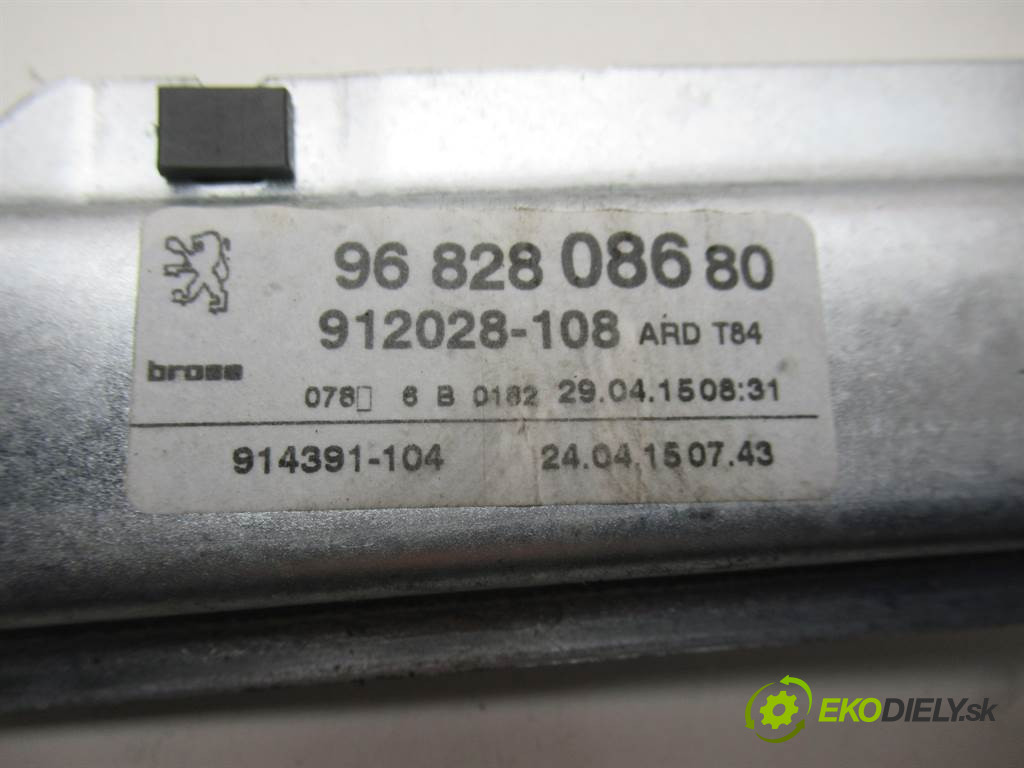 96 828 086 80
912028-108 ARD T84
brose
078 6 B 0182 29.04.15 08:31
914391-104 24.04.15 07.43
EKODIELY.sk